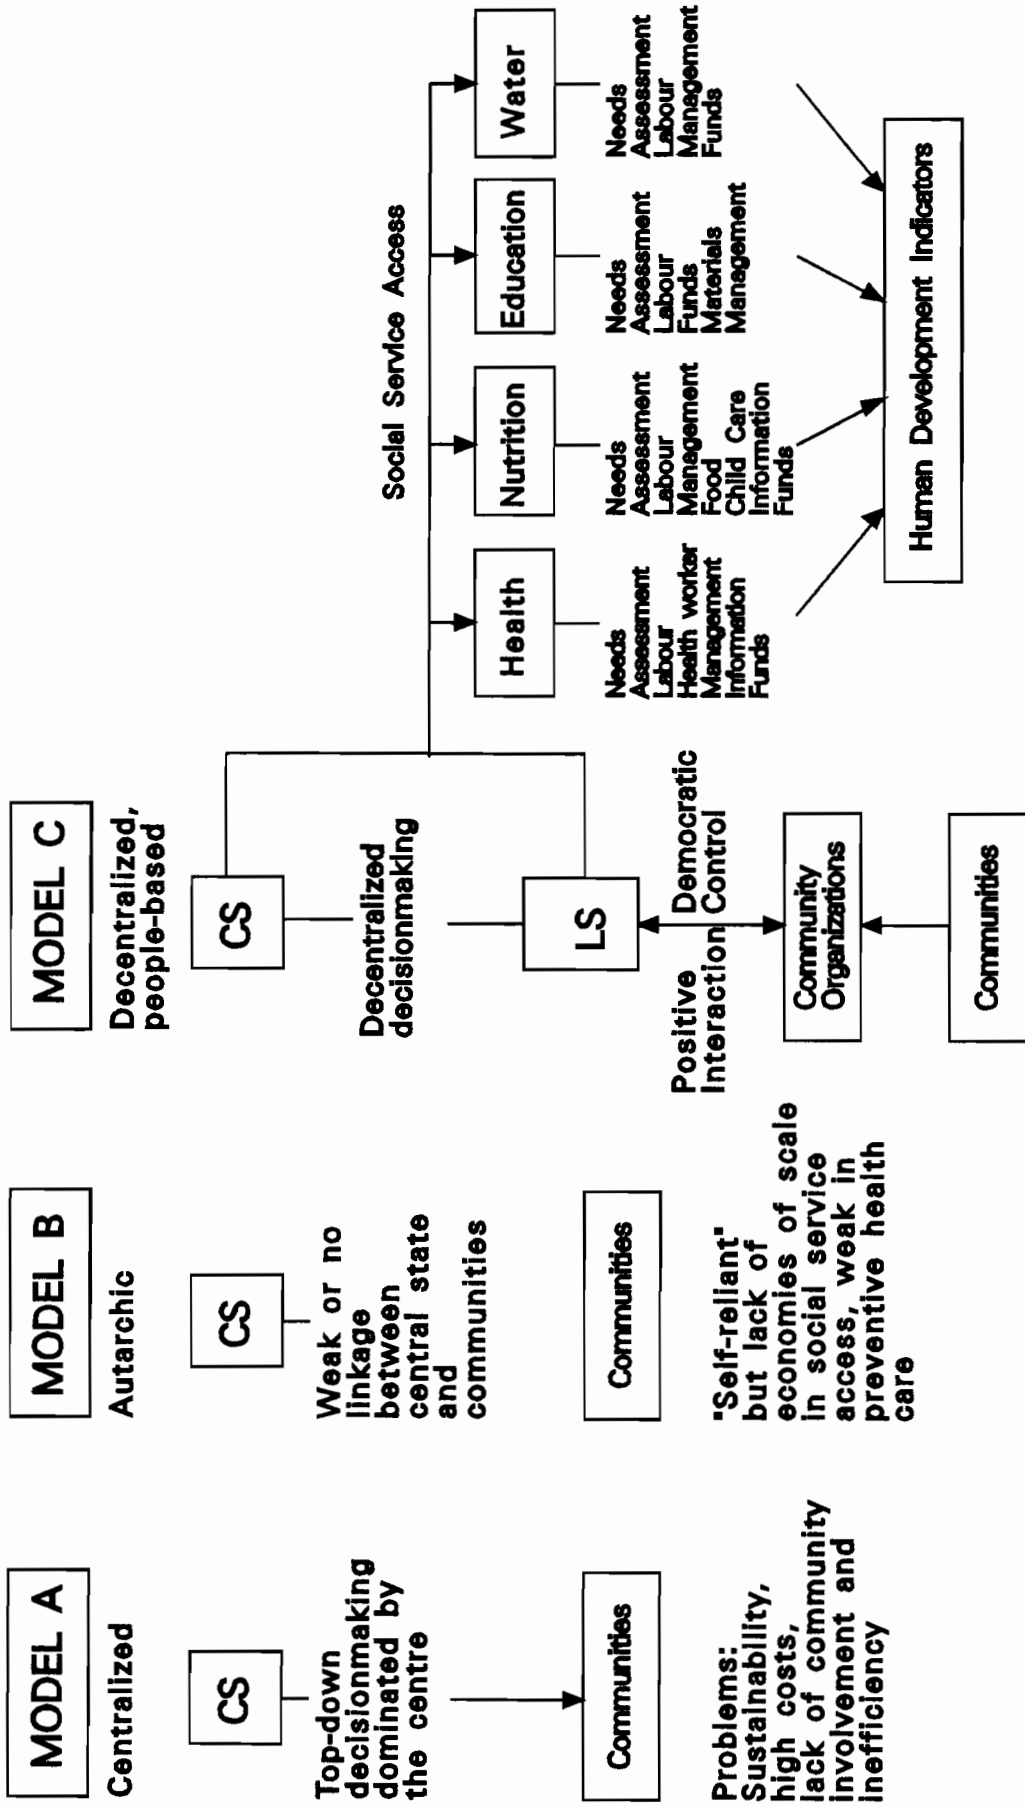 MODEL A
Centralized
CS
Top-down
decisionmaking
dominated by
the centre
Communities
Problems:
Sustainability,
high costs,
lack of community
involvement and
inefficiency
MODEL B
Autarchic
CS
Weak or no
linkage
between
central state
and
communities
Communities
"Self-reliant"
but lack of
economies of scale
in social service
access, weak in
preventive health
care
MODEL C
Decentralized,
people-based
CS
Decentralized
decisionmaking
LS
Positive Democratic
Interaction Control
Community
Organizations
Communities
Social Service Access
Health
Needs
Assessment
Labour
Health worker
Management
Information
Funds
Nutrition
Needs
Assessment
Labour
Management
Food
Child Care
Information
Funds
Education
Needs
Assessment
Labour
Funds
Materials
Management
Water
Needs
Assessment
Labour
Management
Funds
Human Development Indicators